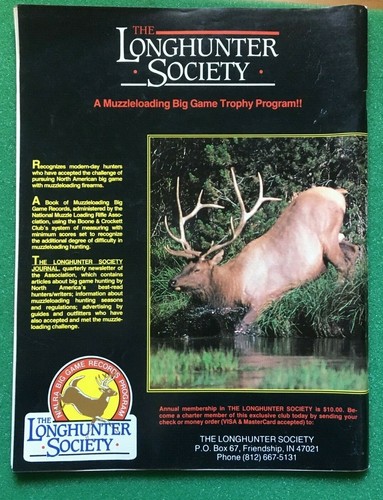 THE
LONGHUNTER
· SOCIETY ·
A Muzzleloading Big Game Trophy Program!!
Recognizes modern-day hunters
who have accepted the challenge of
pursuing North American big game
with muzzleloading firearms.
A Book of Muzzleloading Big
Game Records, administered by the
National Muzzle Loading Rifle Asso-
ciation, using the Boone & Crockett
Club's system of measuring with
minimum scores set to recognize
the additional degree of difficulty in
muzzleloading hunting.
THE LONGHUNTER SOCIETY
JOURNAL, quarterly newsletter of
the Association, which contains
articles about big game hunting by
North America's best-read
hunters/writers; information about
muzzleloading hunting seasons
and regulations; advertising by
guides and outfitters who have
also accepted and met the muzzle-
loading challenge.
NMLRA BIG GAME RECORDS PROGRAM
THE
LONGHUNTER
· SOCIETY ·
Annual membership in THE LONGHUNTER SOCIETY is $10.00. Be-
come a charter member of this exclusive club today by sending your
check or money order (VISA & MasterCard accepted) to:
THE LONGHUNTER SOCIETY
P.O. Box 67, Friendship, IN 47021
Phone (812) 667-5131